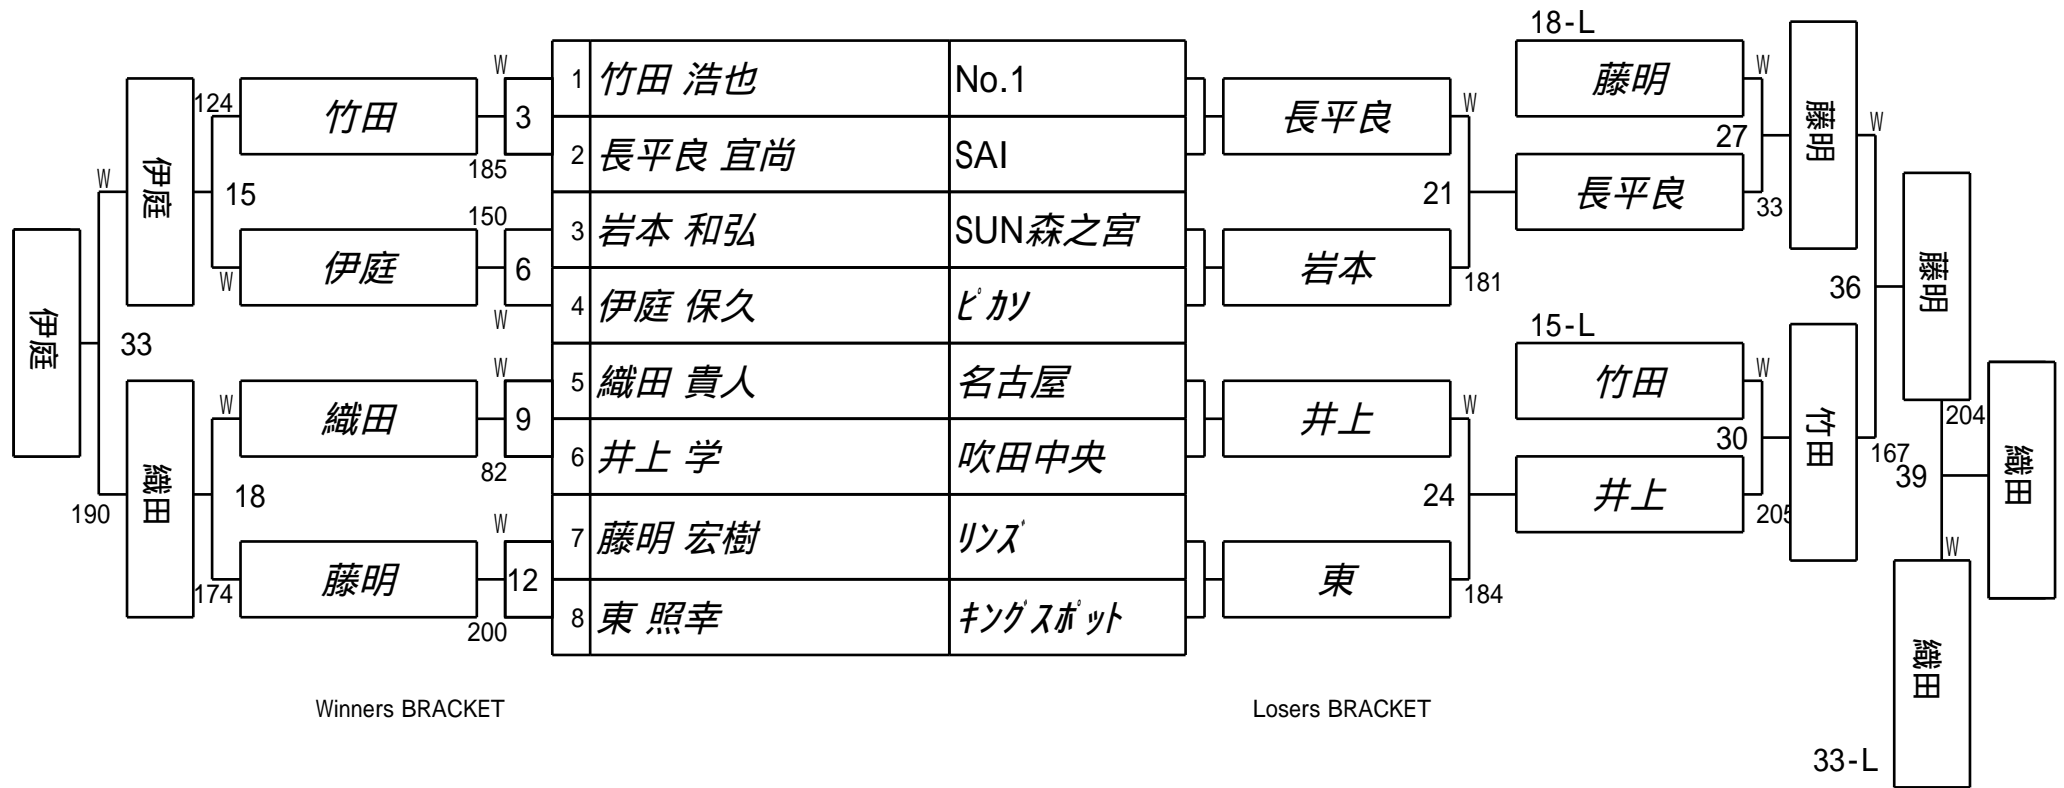 18-L
W
1 竹田 浩也 No.1
藤明
W
124
竹田
3
長平良
W
藤明
W
27
伊庭
185
2 長平良 宜尚 SAI
W
15
21
長平良
33
藤明
150
3 岩本 和弘 SUN森之宮
W
伊庭
6
岩本
181
36
伊庭
33
W
4 伊庭 保久 ピカソ
15-L
W
5 織田 貴人 名古屋
竹田
W
W
織田
9
井上
W
竹田
204
織田
82
6 井上 学 吹田中央
30
167
39
織田
190
18
24
井上
205
W
7 藤明 宏樹 リンズ
W
174
藤明
12
東
184
200
8 東 照幸 キングスポット
織田
Winners BRACKET
Losers BRACKET
33-L